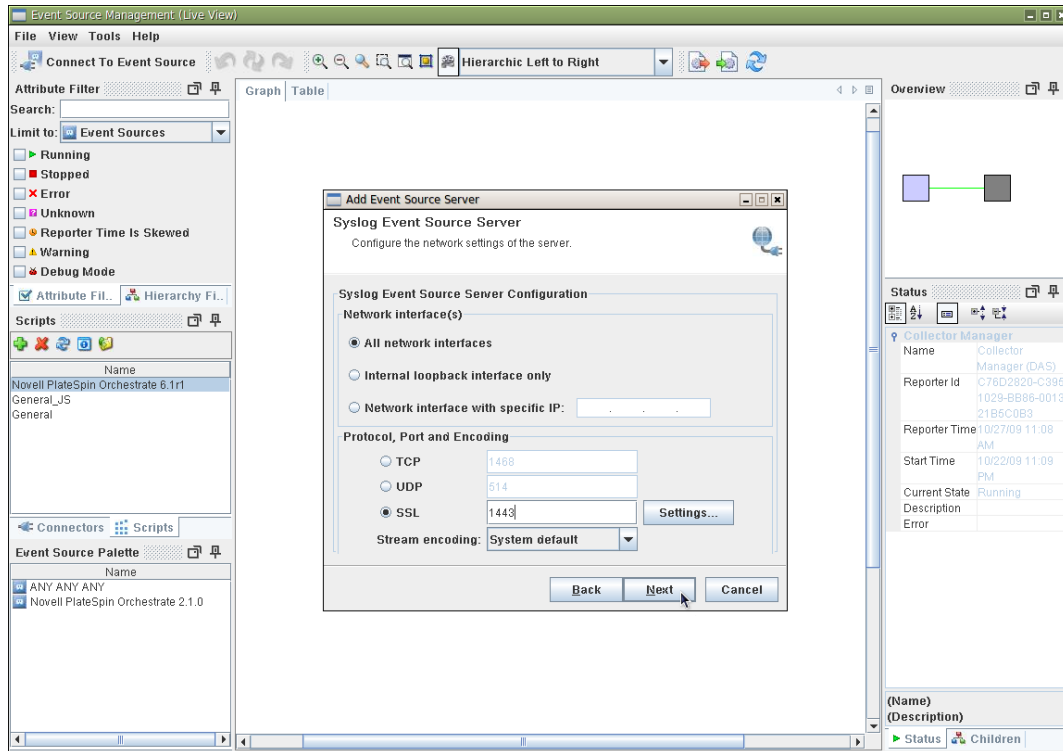 Event Source Management (Live View)
File View Tools Help
Connect To Event Source
Hierarchic Left to Right
Attribute Filter
Search:
Limit to: Event Sources
Running
Stopped
Error
Unknown
Reporter Time Is Skewed
Warning
Debug Mode
Attribute Fil.. Hierarchy Fi..
Scripts
Name
Novell PlateSpin Orchestrate 6.1r1
General_JS
General
Connectors Scripts
Event Source Palette
Name
ANY ANY ANY
Novell PlateSpin Orchestrate 2.1.0
Graph Table
Add Event Source Server
Syslog Event Source Server
Configure the network settings of the server.
Syslog Event Source Server Configuration
Network interface(s)
All network interfaces
Internal loopback interface only
Network interface with specific IP: . . .
Protocol, Port and Encoding
TCP 1468
UDP 514
SSL 1443 Settings...
Stream encoding: System default
Back Next Cancel
Overview
Status
Collector Manager
Name Collector
Manager (DAS)
Reporter Id C76D2820-C395
1029-BB86-0013
21B5C0B3
Reporter Time 10/27/09 11:08
AM
Start Time 10/22/09 11:09
PM
Current State Running
Description
Error
(Name)
(Description)
Status Children